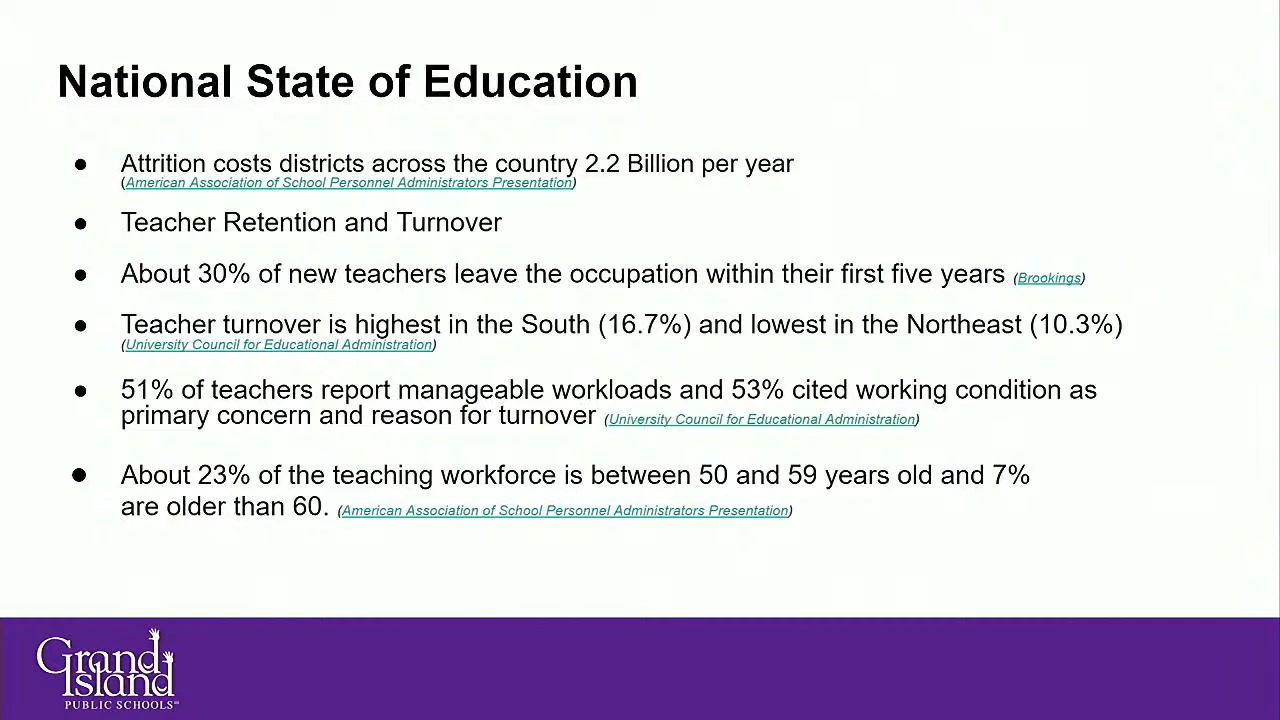 National State of Education
● Attrition costs districts across the country 2.2 Billion per year
(American Association of School Personnel Administrators Presentation)
● Teacher Retention and Turnover
● About 30% of new teachers leave the occupation within their first five years (Brookings)
● Teacher turnover is highest in the South (16.7%) and lowest in the Northeast (10.3%)
(University Council for Educational Administration)
● 51% of teachers report manageable workloads and 53% cited working condition as
primary concern and reason for turnover (University Council for Educational Administration)
● About 23% of the teaching workforce is between 50 and 59 years old and 7%
are older than 60. (American Association of School Personnel Administrators Presentation)
Grand
Island
PUBLIC SCHOOLS